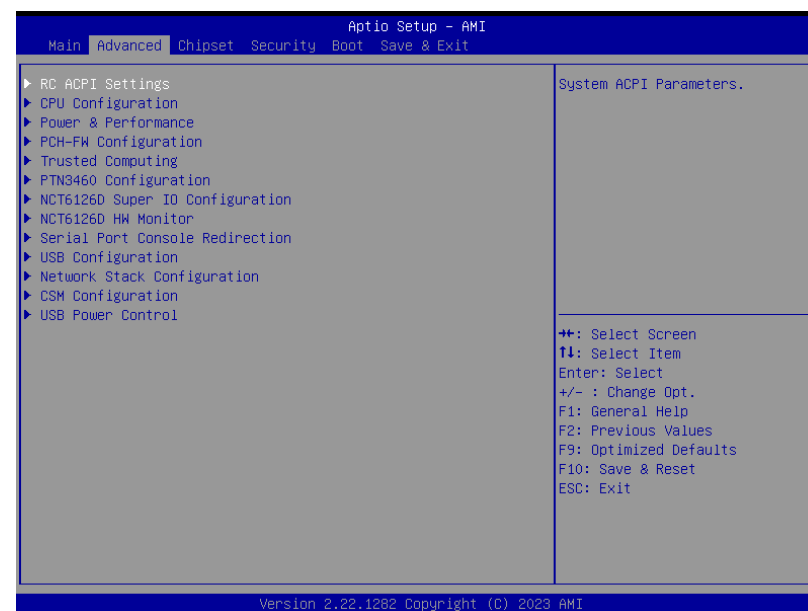 Aptio Setup – AMI
Main Advanced Chipset Security Boot Save & Exit
▶ RC ACPI Settings
▶ CPU Configuration
▶ Power & Performance
▶ PCH-FW Configuration
▶ Trusted Computing
▶ PTN3460 Configuration
▶ NCT6126D Super IO Configuration
▶ NCT6126D HW Monitor
▶ Serial Port Console Redirection
▶ USB Configuration
▶ Network Stack Configuration
▶ CSM Configuration
▶ USB Power Control
System ACPI Parameters.
→←: Select Screen
↑↓: Select Item
Enter: Select
+/- : Change Opt.
F1: General Help
F2: Previous Values
F9: Optimized Defaults
F10: Save & Reset
ESC: Exit
Version 2.22.1282 Copyright (C) 2023 AMI